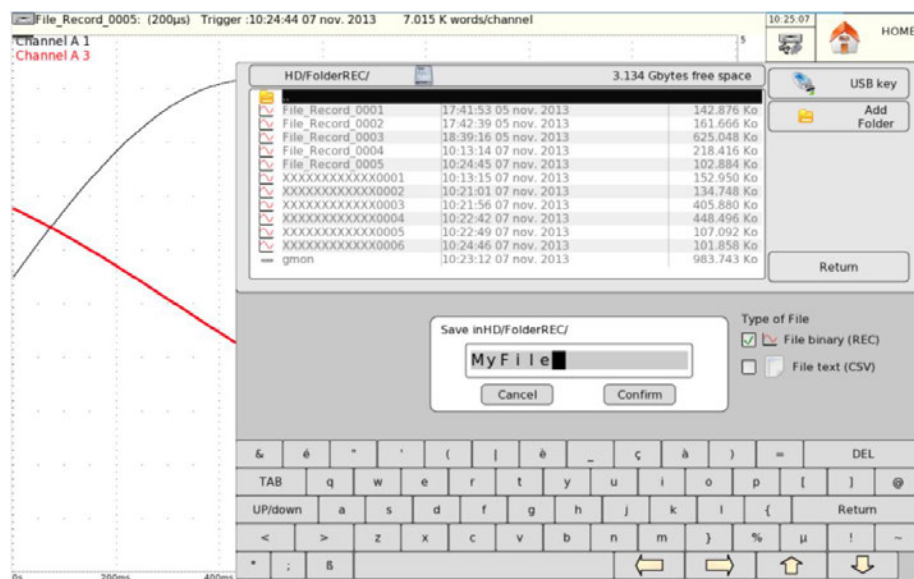 File_Record_0005: (200µs) Trigger :10:24:44 07 nov. 2013 7.015 K words/channel
10:25:07
HOME
Channel A 1
Channel A 3
5
HD/FolderREC/ 3.134 Gbytes free space
USB key
..
File_Record_0001 17:41:53 05 nov. 2013 142.876 Ko
File_Record_0002 17:42:39 05 nov. 2013 161.666 Ko
File_Record_0003 18:39:16 05 nov. 2013 625.048 Ko
File_Record_0004 10:13:14 07 nov. 2013 218.416 Ko
File_Record_0005 10:24:45 07 nov. 2013 102.884 Ko
XXXXXXXXXXXX0001 10:13:15 07 nov. 2013 152.950 Ko
XXXXXXXXXXXX0002 10:21:01 07 nov. 2013 134.748 Ko
XXXXXXXXXXXX0003 10:21:56 07 nov. 2013 405.880 Ko
XXXXXXXXXXXX0004 10:22:42 07 nov. 2013 448.496 Ko
XXXXXXXXXXXX0005 10:22:49 07 nov. 2013 107.092 Ko
XXXXXXXXXXXX0006 10:24:46 07 nov. 2013 101.858 Ko
gmon 10:23:12 07 nov. 2013 983.743 Ko
Add
Folder
Return
Save inHD/FolderREC/
MyFile
Cancel Confirm
Type of File
File binary (REC)
File text (CSV)
& é " ' ( | è _ ç à ) = DEL
TAB q w e r t y u i o p [ ] @
UP/down a s d f g h j k l { Return
< > z x c v b n m } % µ ! ~
* ; ß
0s 200ms 400ms